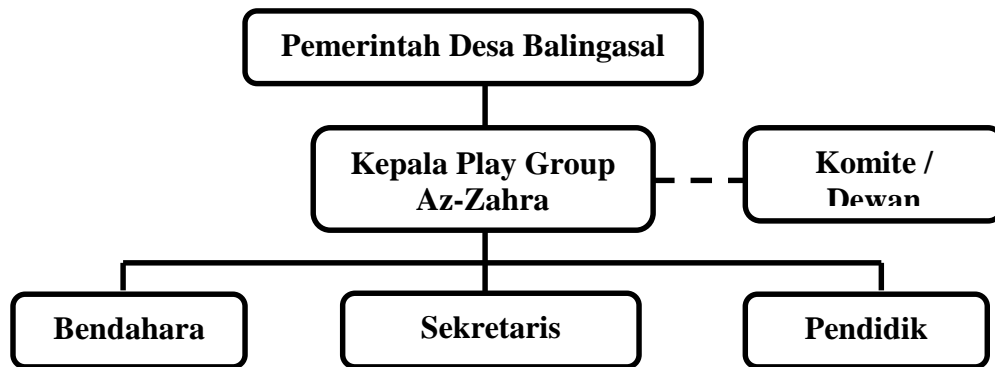 Pemerintah Desa Balingasal
Kepala Play Group
Az-Zahra
Komite /
Dewan
Bendahara
Sekretaris
Pendidik